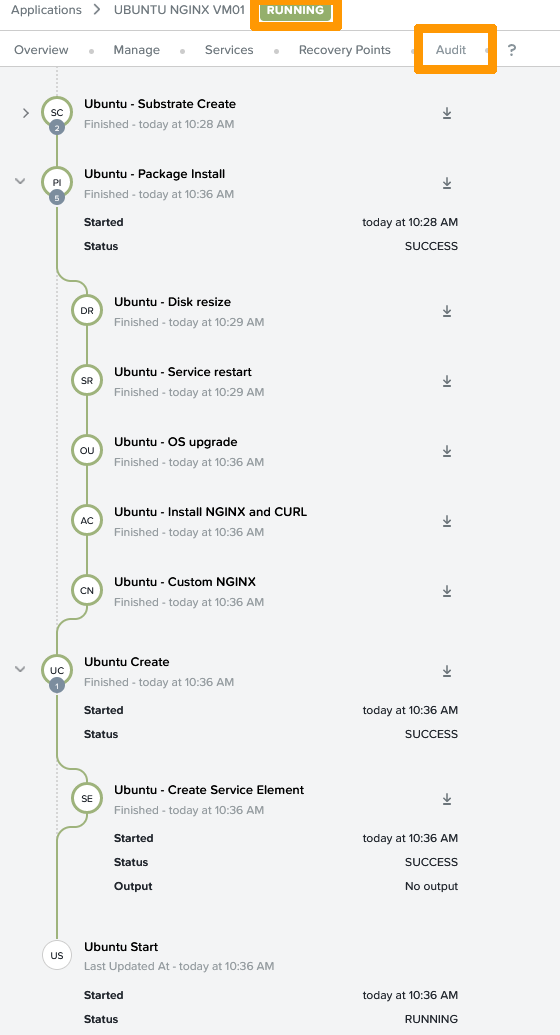 Applications > UBUNTU NGINX VM01 RUNNING
Overview Manage Services Recovery Points Audit ?
SC Ubuntu - Substrate Create
2 Finished - today at 10:28 AM
PI Ubuntu - Package Install
5 Finished - today at 10:36 AM
Started today at 10:28 AM
Status SUCCESS
DR Ubuntu - Disk resize
Finished - today at 10:29 AM
SR Ubuntu - Service restart
Finished - today at 10:29 AM
OU Ubuntu - OS upgrade
Finished - today at 10:36 AM
AC Ubuntu - Install NGINX and CURL
Finished - today at 10:36 AM
CN Ubuntu - Custom NGINX
Finished - today at 10:36 AM
UC Ubuntu Create
1 Finished - today at 10:36 AM
Started today at 10:36 AM
Status SUCCESS
SE Ubuntu - Create Service Element
Finished - today at 10:36 AM
Started today at 10:36 AM
Status SUCCESS
Output No output
US Ubuntu Start
Last Updated At - today at 10:36 AM
Started today at 10:36 AM
Status RUNNING